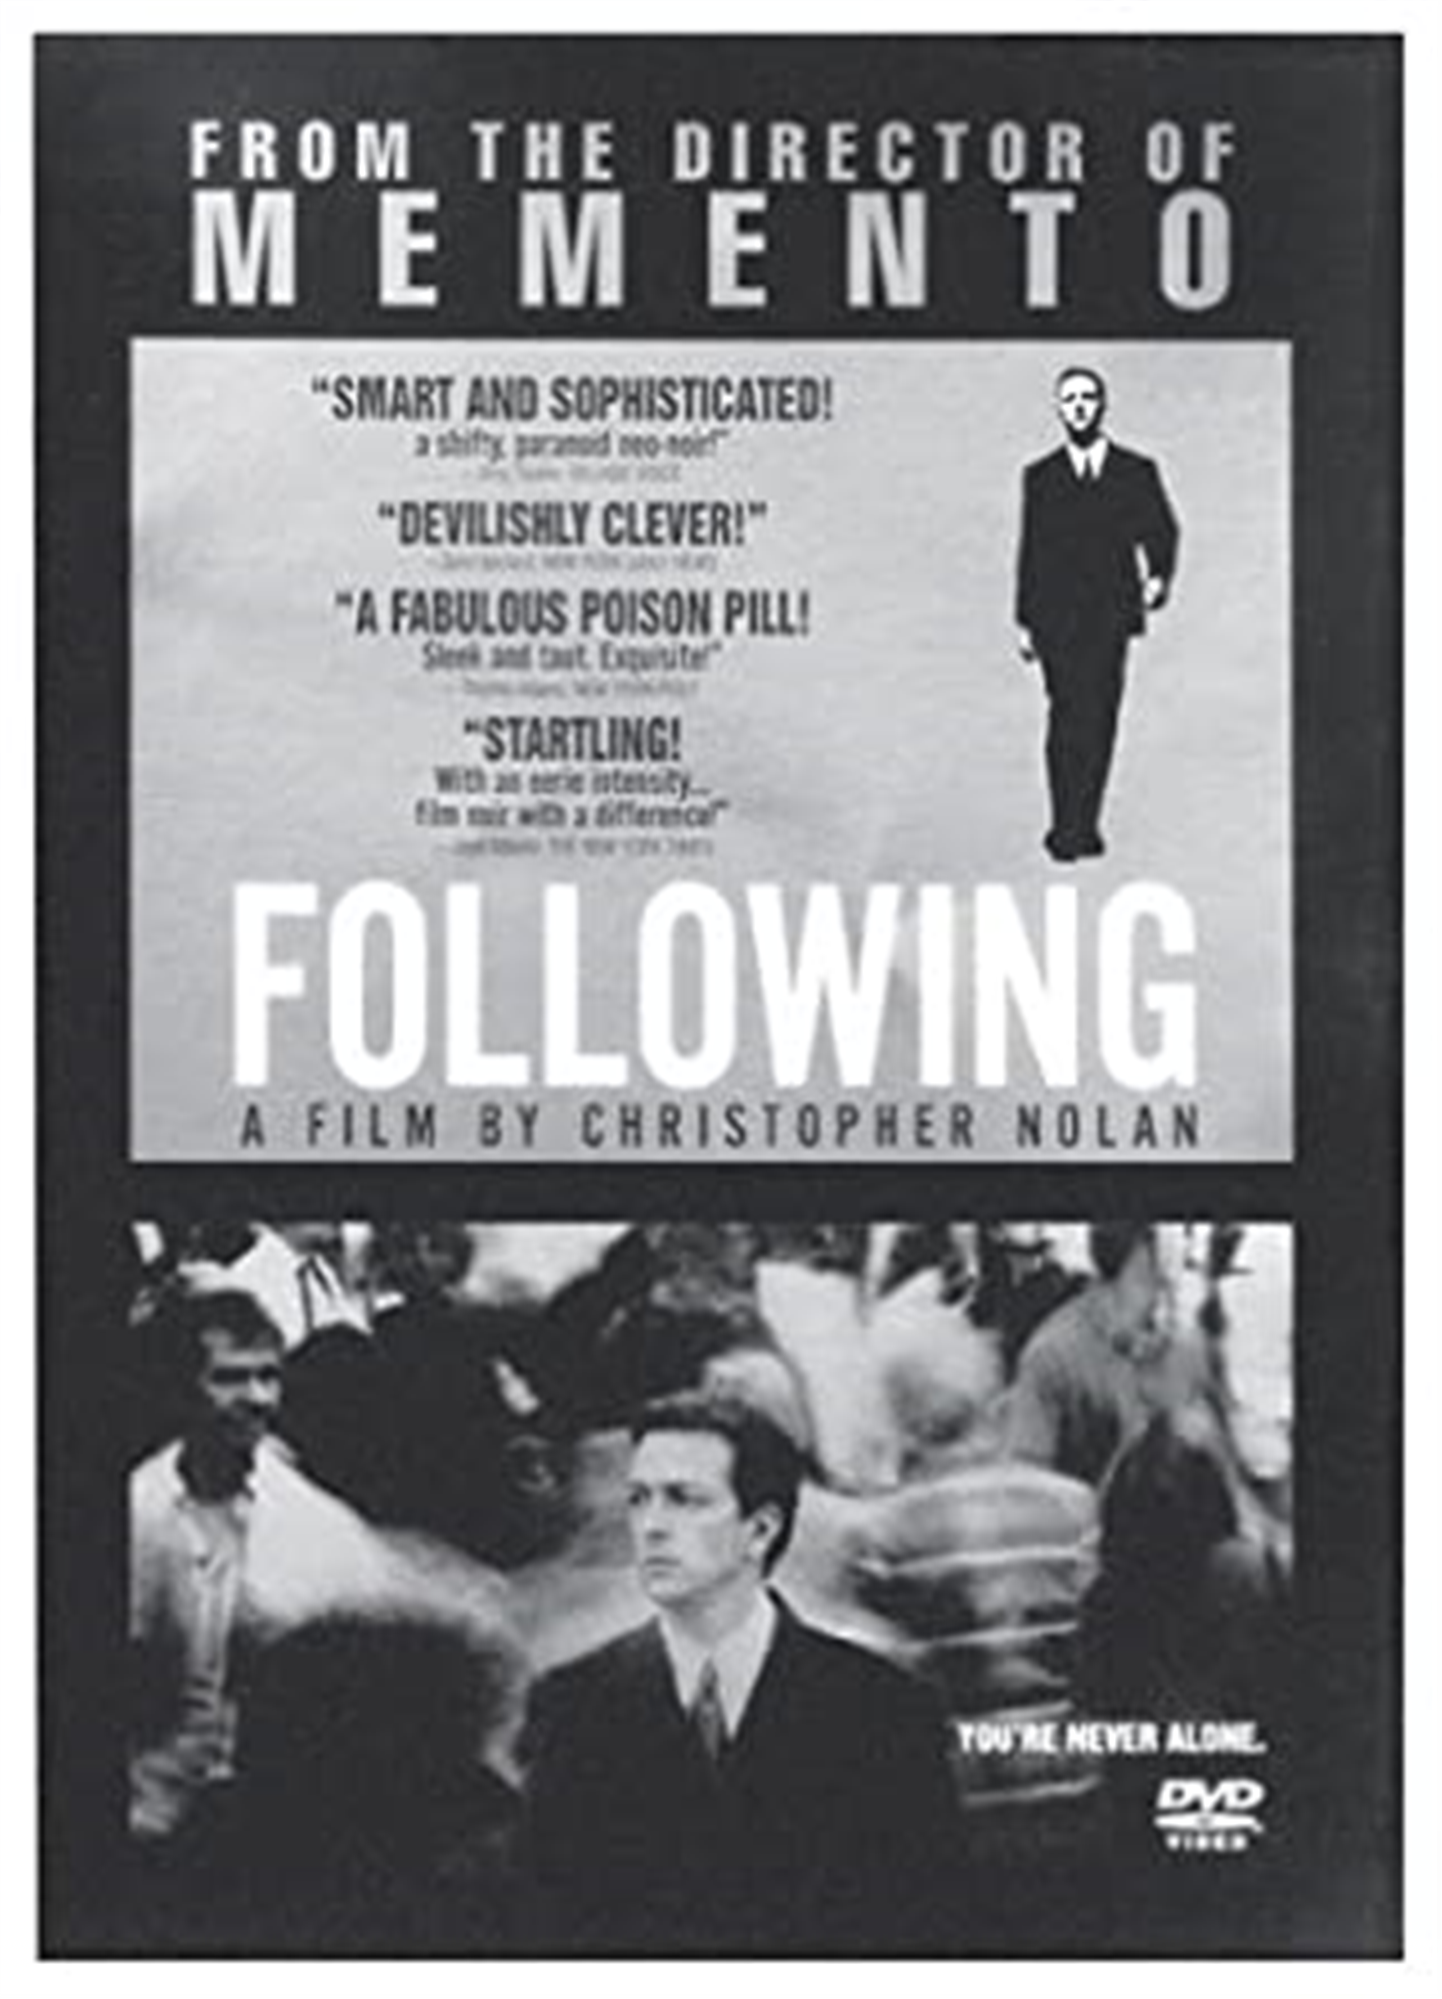 FROM THE DIRECTOR OF
MEMENTO
"SMART AND SOPHISTICATED!
a shifty, paranoid neo-noir!"
"DEVILISHLY CLEVER!"
"A FABULOUS POISON PILL!
Sleek and taut. Exquisite!"
"STARTLING!
With an eerie intensity...
film noir with a difference!"
FOLLOWING
A FILM BY CHRISTOPHER NOLAN
YOU'RE NEVER ALONE.
DVD
VIDEO